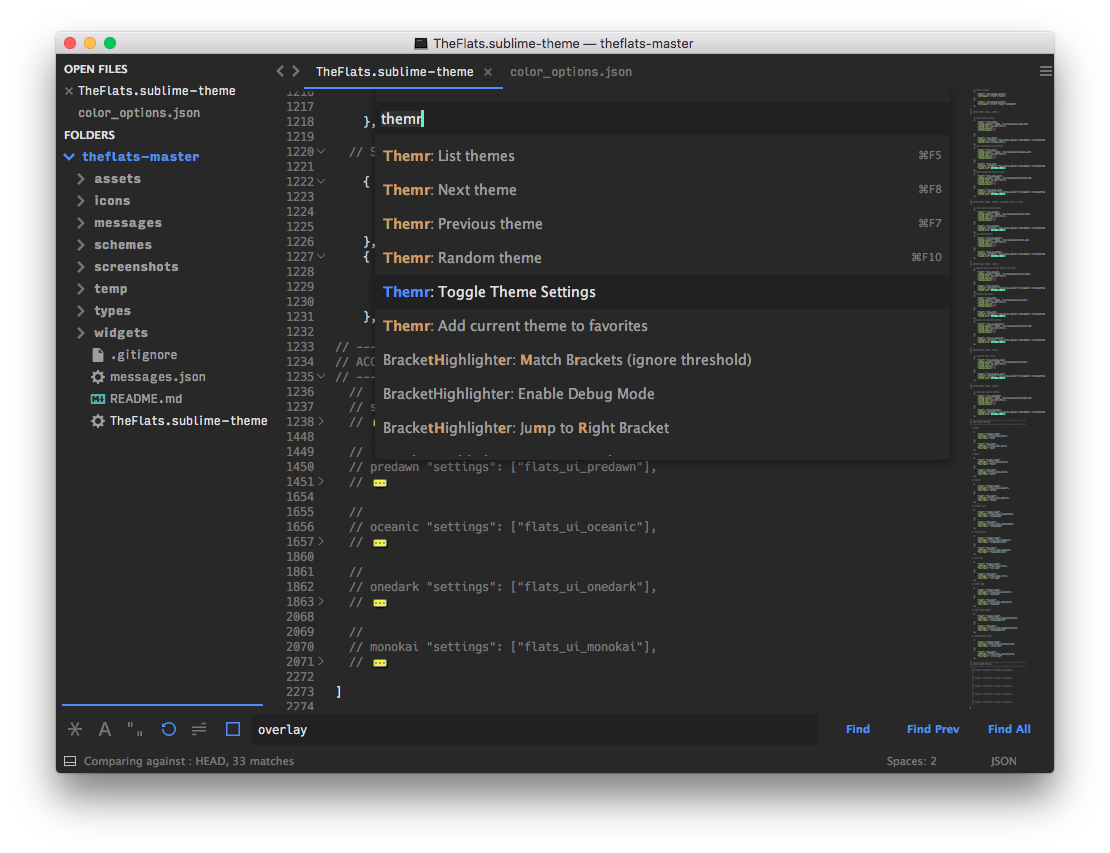 TheFlats.sublime-theme — theflats-master
OPEN FILES
TheFlats.sublime-theme
color_options.json
FOLDERS
theflats-master
assets
icons
messages
schemes
screenshots
temp
types
widgets
.gitignore
messages.json
README.md
TheFlats.sublime-theme
TheFlats.sublime-theme
color_options.json
themr
Themr: List themes ⌘F5
Themr: Next theme ⌘F8
Themr: Previous theme ⌘F7
Themr: Random theme ⌘F10
Themr: Toggle Theme Settings
Themr: Add current theme to favorites
BracketHighlighter: Match Brackets (ignore threshold)
BracketHighlighter: Enable Debug Mode
BracketHighlighter: Jump to Right Bracket
1216
1217
1218 },
1219
1220 // S
1221
1222 {
1223
1224
1225
1226 },
1227 {
1228
1229
1230
1231 },
1232
1233 // ---
1234 // ACC
1235 // ---
1236 //
1237 // s
1238 //
1448
1449 //
1450 // predawn "settings": ["flats_ui_predawn"],
1451 //
1654
1655 //
1656 // oceanic "settings": ["flats_ui_oceanic"],
1657 //
1860
1861 //
1862 // onedark "settings": ["flats_ui_onedark"],
1863 //
2068
2069 //
2070 // monokai "settings": ["flats_ui_monokai"],
2071 //
2272
2273 ]
2274
overlay
Find Find Prev Find All
Comparing against : HEAD, 33 matches
Spaces: 2 JSON